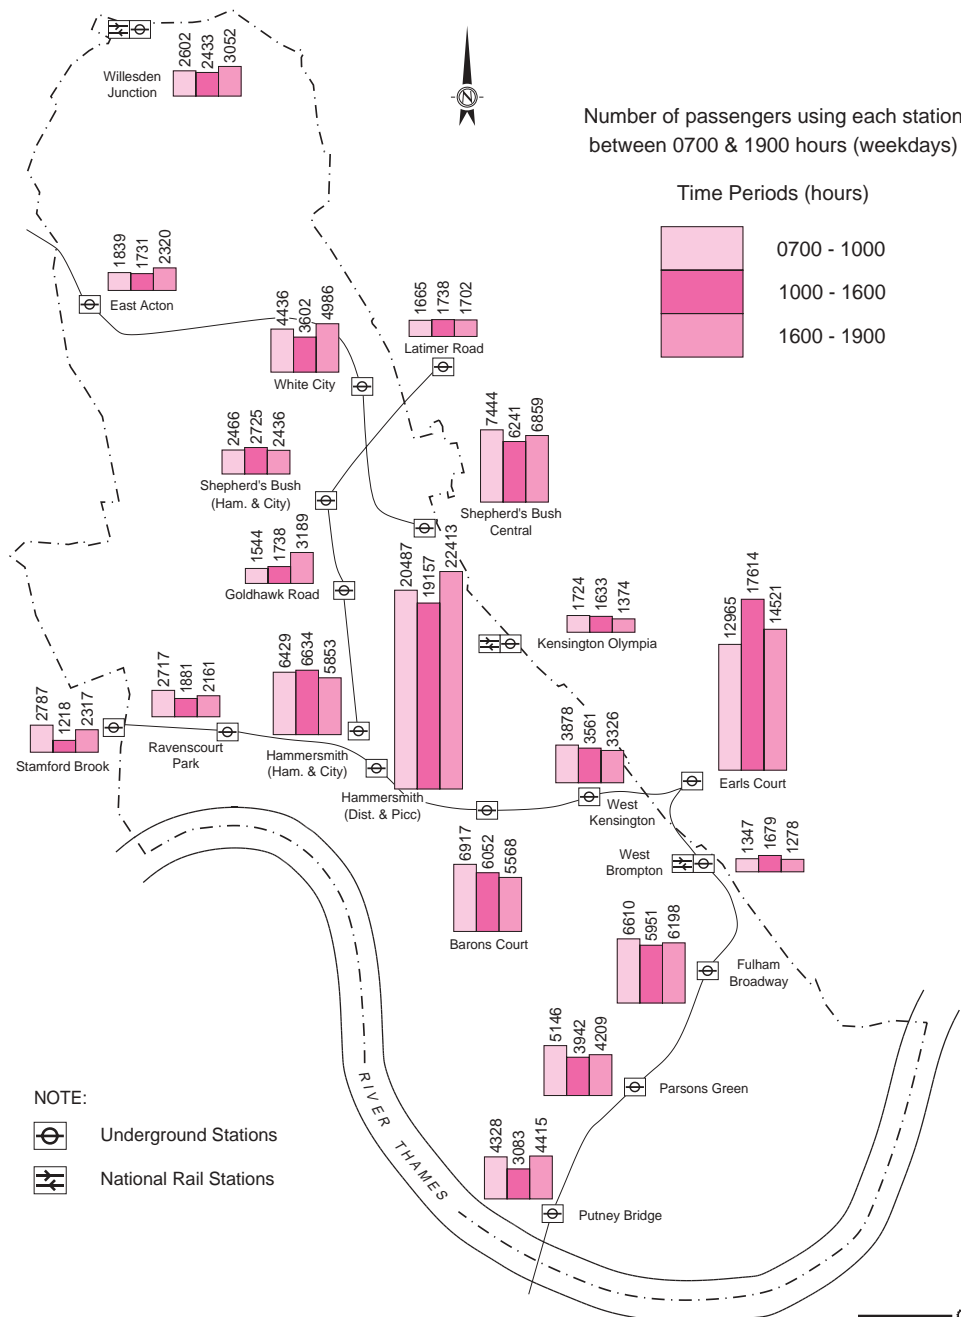 2602
2433
3052
Willesden
Junction
N
Number of passengers using each station
between 0700 & 1900 hours (weekdays)
Time Periods (hours)
0700 - 1000
1000 - 1600
1600 - 1900
1839
1731
2320
East Acton
4436
3602
4986
White City
1665
1738
1702
Latimer Road
2466
2725
2436
Shepherd's Bush
(Ham. & City)
7444
6241
6859
Shepherd's Bush
Central
1544
1738
3189
Goldhawk Road
20487
19157
22413
Hammersmith
(Dist. & Picc)
1724
1633
1374
Kensington Olympia
12965
17614
14521
Earls Court
6429
6634
5853
Hammersmith
(Ham. & City)
2717
1881
2161
Ravenscourt
Park
2787
1218
2317
Stamford Brook
3878
3561
3326
West
Kensington
1347
1679
1278
West
Brompton
6917
6052
5568
Barons Court
6610
5951
6198
Fulham
Broadway
5146
3942
4209
Parsons Green
4328
3083
4415
Putney Bridge
RIVER THAMES
NOTE:
Underground Stations
National Rail Stations